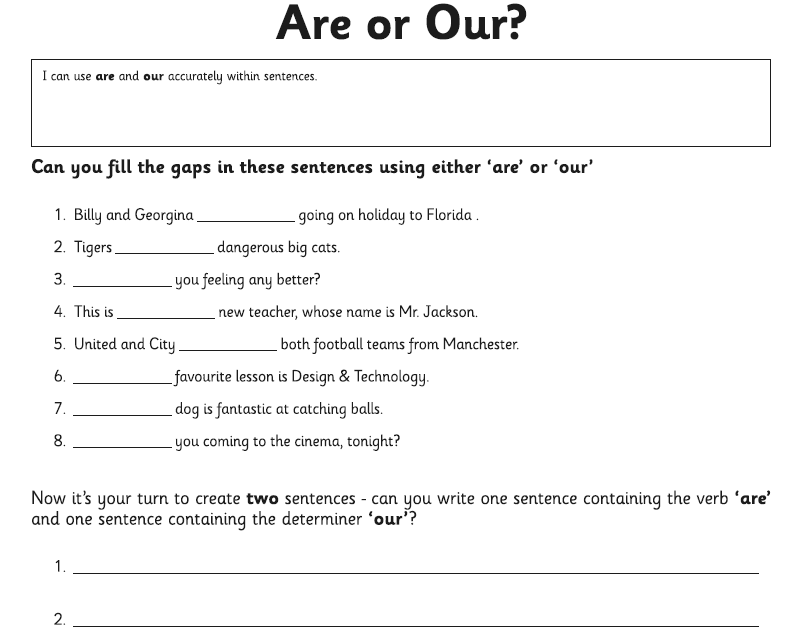 Are or Our?
I can use are and our accurately within sentences.
Can you fill the gaps in these sentences using either ‘are’ or ‘our’
1. Billy and Georgina ____________ going on holiday to Florida .
2. Tigers ____________ dangerous big cats.
3. ____________ you feeling any better?
4. This is ____________ new teacher, whose name is Mr. Jackson.
5. United and City ____________ both football teams from Manchester.
6. ____________ favourite lesson is Design & Technology.
7. ____________ dog is fantastic at catching balls.
8. ____________ you coming to the cinema, tonight?
Now it’s your turn to create two sentences - can you write one sentence containing the verb ‘are’
and one sentence containing the determiner ‘our’?
1.
2.